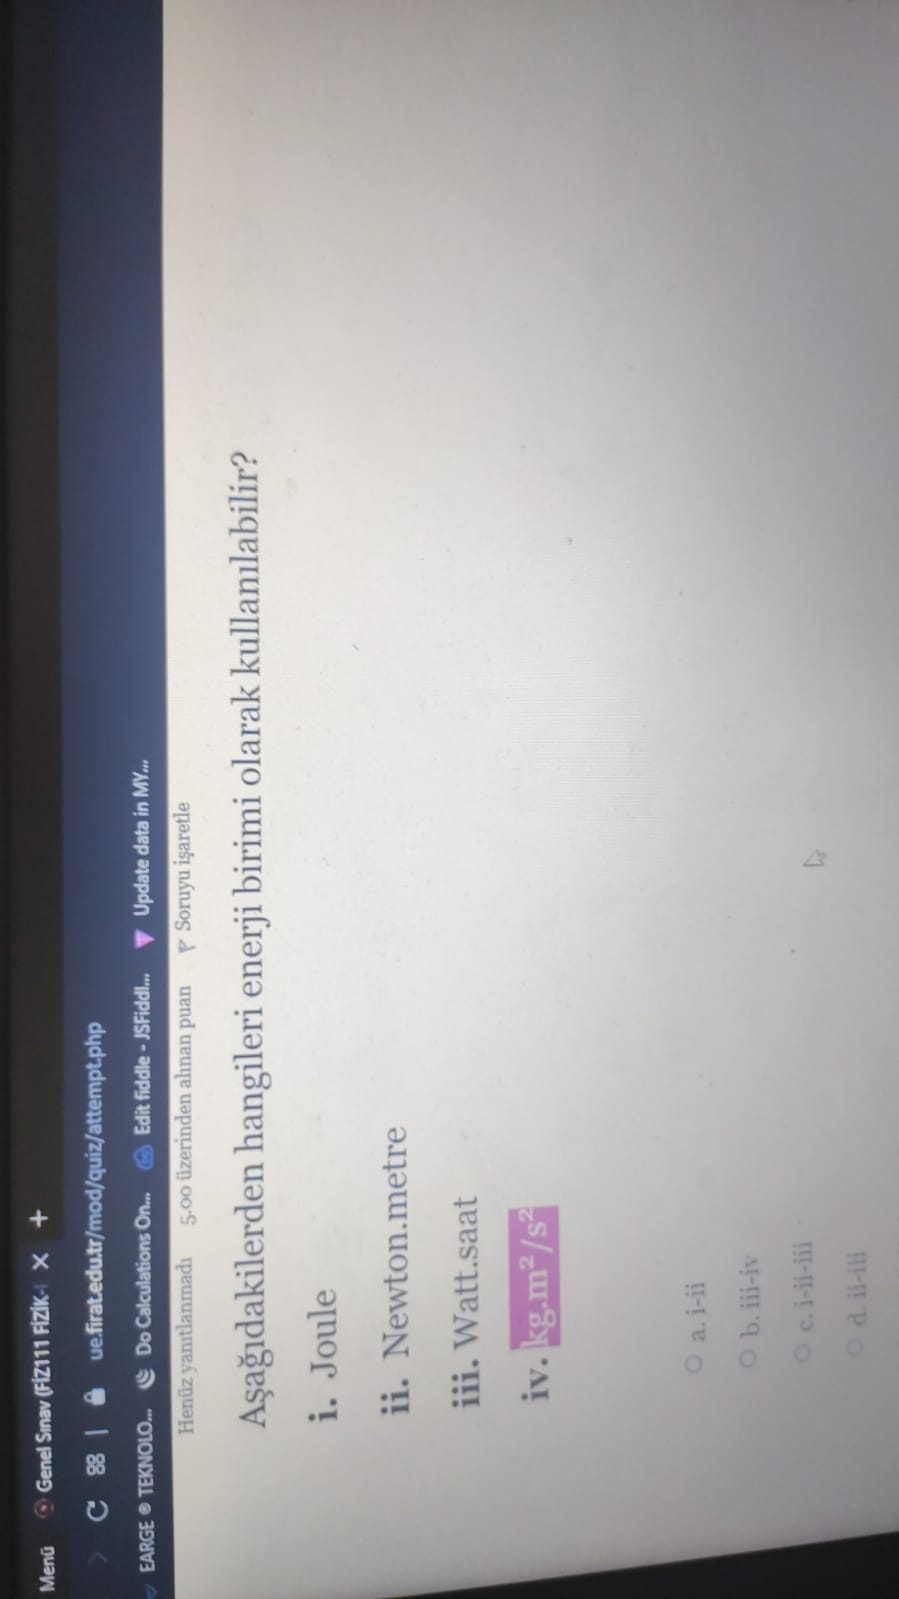 Menü Genel Sınav (FİZ111 FİZİK-I
ue.firat.edu.tr/mod/quiz/attempt.php
EARGE ® TEKNOLO... Do Calculations On... Edit fiddle - JSFiddl... Update data in MY...
Henüz yanıtlanmadı 5,00 üzerinden alınan puan Soruyu işaretle
Aşağıdakilerden hangileri enerji birimi olarak kullanılabilir?
i. Joule
ii. Newton.metre
iii. Watt.saat
iv. kg.m²/s²
a. i-ii
b. iii-iv
c. i-ii-iii
d. ii-iii